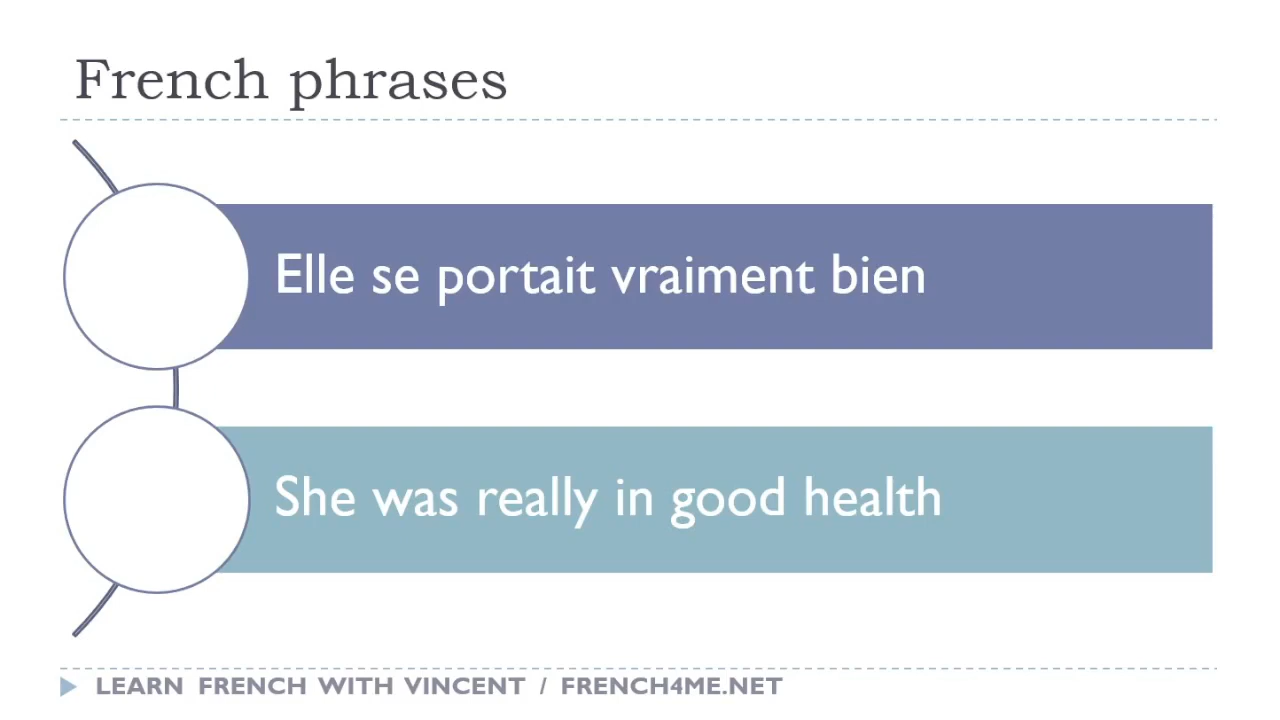 French phrases
Elle se portait vraiment bien
She was really in good health
LEARN FRENCH WITH VINCENT / FRENCH4ME.NET